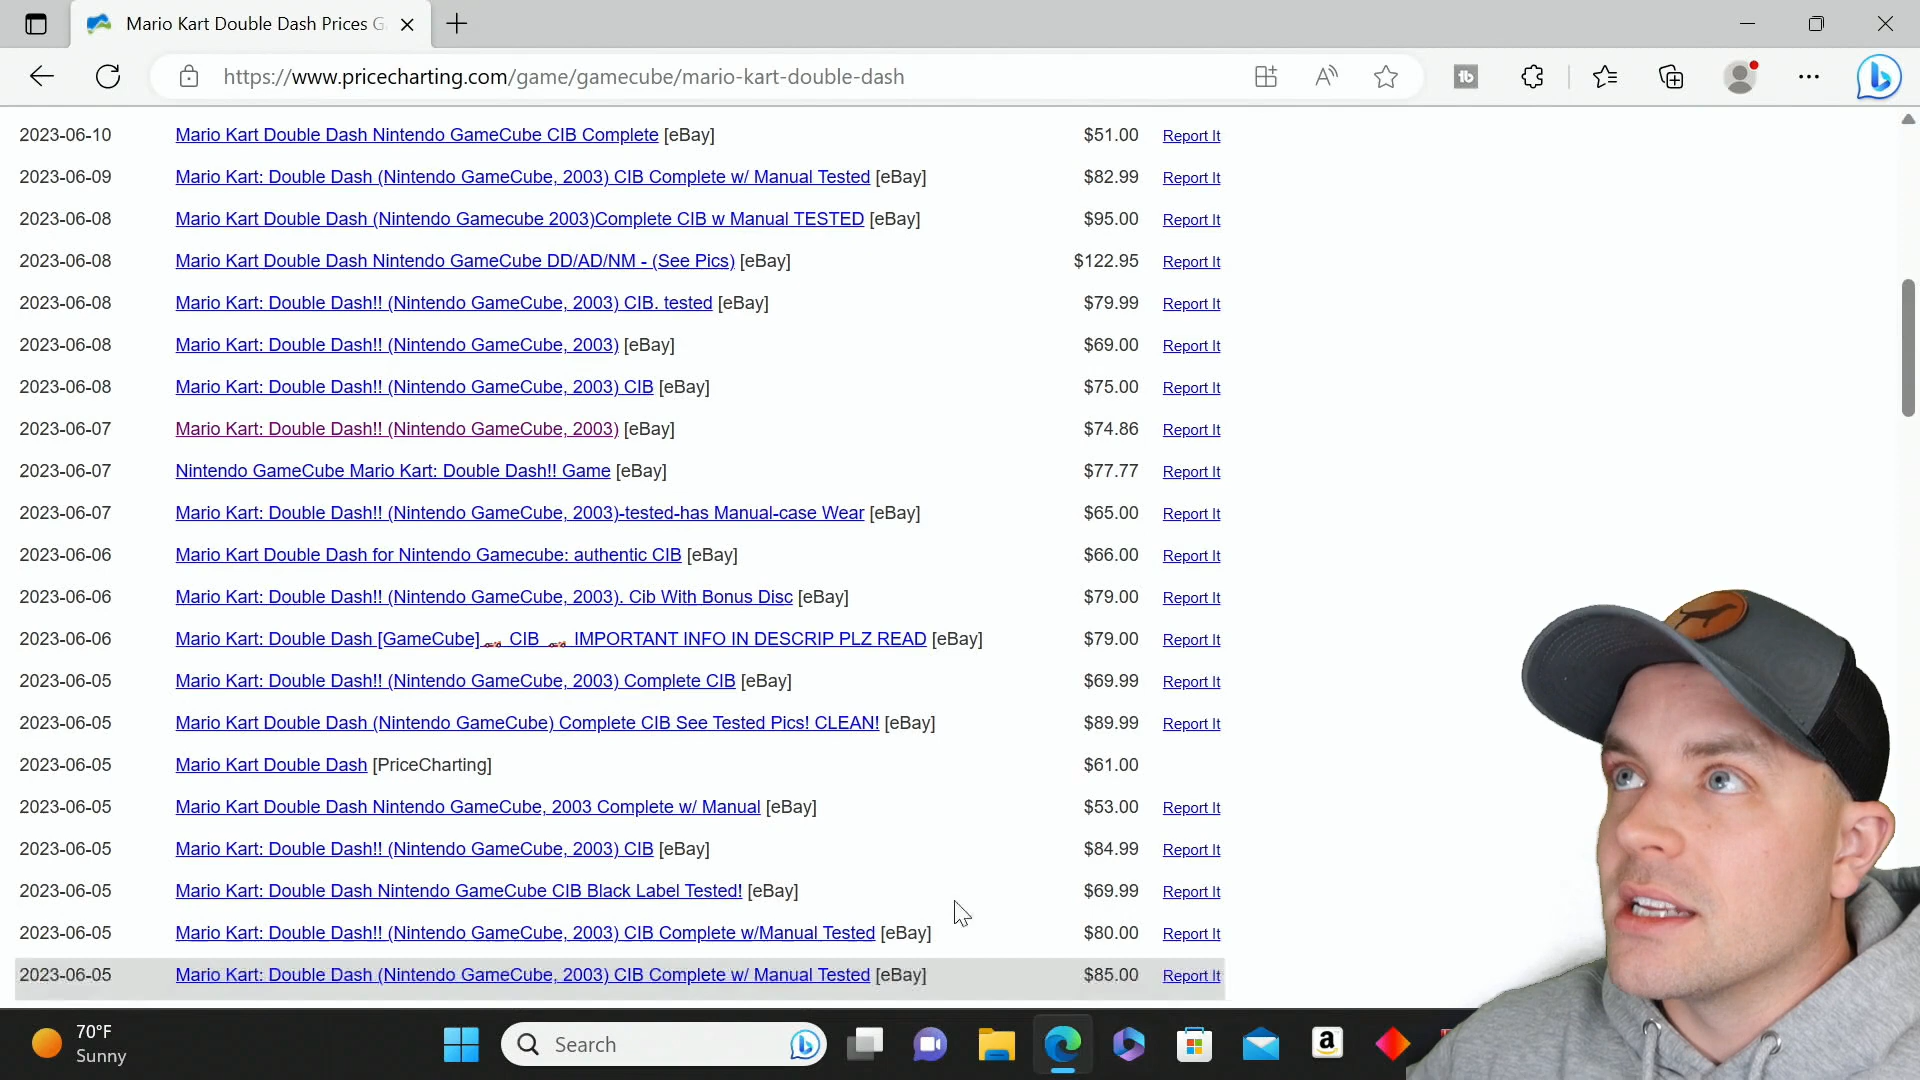 Mario Kart Double Dash Prices G
https://www.pricecharting.com/game/gamecube/mario-kart-double-dash
2023-06-10 Mario Kart Double Dash Nintendo GameCube CIB Complete [eBay] $51.00 Report It
2023-06-09 Mario Kart: Double Dash (Nintendo GameCube, 2003) CIB Complete w/ Manual Tested [eBay] $82.99 Report It
2023-06-08 Mario Kart Double Dash (Nintendo Gamecube 2003)Complete CIB w Manual TESTED [eBay] $95.00 Report It
2023-06-08 Mario Kart Double Dash Nintendo GameCube DD/AD/NM - (See Pics) [eBay] $122.95 Report It
2023-06-08 Mario Kart: Double Dash!! (Nintendo GameCube, 2003) CIB. tested [eBay] $79.99 Report It
2023-06-08 Mario Kart: Double Dash!! (Nintendo GameCube, 2003) [eBay] $69.00 Report It
2023-06-08 Mario Kart: Double Dash!! (Nintendo GameCube, 2003) CIB [eBay] $75.00 Report It
2023-06-07 Mario Kart: Double Dash!! (Nintendo GameCube, 2003) [eBay] $74.86 Report It
2023-06-07 Nintendo GameCube Mario Kart: Double Dash!! Game [eBay] $77.77 Report It
2023-06-07 Mario Kart: Double Dash!! (Nintendo GameCube, 2003)-tested-has Manual-case Wear [eBay] $65.00 Report It
2023-06-06 Mario Kart Double Dash for Nintendo Gamecube: authentic CIB [eBay] $66.00 Report It
2023-06-06 Mario Kart: Double Dash!! (Nintendo GameCube, 2003). Cib With Bonus Disc [eBay] $79.00 Report It
2023-06-06 Mario Kart: Double Dash [GameCube] 🏎️ CIB 🏎️ IMPORTANT INFO IN DESCRIP PLZ READ [eBay] $79.00 Report It
2023-06-05 Mario Kart: Double Dash!! (Nintendo GameCube, 2003) Complete CIB [eBay] $69.99 Report It
2023-06-05 Mario Kart Double Dash (Nintendo GameCube) Complete CIB See Tested Pics! CLEAN! [eBay] $89.99 Report It
2023-06-05 Mario Kart Double Dash [PriceCharting] $61.00
2023-06-05 Mario Kart Double Dash Nintendo GameCube, 2003 Complete w/ Manual [eBay] $53.00 Report It
2023-06-05 Mario Kart: Double Dash!! (Nintendo GameCube, 2003) CIB [eBay] $84.99 Report It
2023-06-05 Mario Kart: Double Dash Nintendo GameCube CIB Black Label Tested! [eBay] $69.99 Report It
2023-06-05 Mario Kart: Double Dash!! (Nintendo GameCube, 2003) CIB Complete w/Manual Tested [eBay] $80.00 Report It
2023-06-05 Mario Kart: Double Dash (Nintendo GameCube, 2003) CIB Complete w/ Manual Tested [eBay] $85.00 Report It
70°F
Sunny
Search